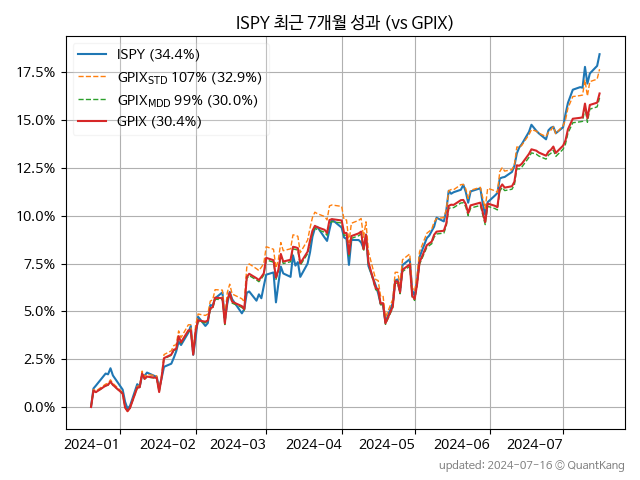 ISPY 최근 7개월 성과 (vs GPIX)
ISPY (34.4%)
GPIXSTD 107% (32.9%)
GPIXMDD 99% (30.0%)
GPIX (30.4%)
17.5%
15.0%
12.5%
10.0%
7.5%
5.0%
2.5%
0.0%
2024-01 2024-02 2024-03 2024-04 2024-05 2024-06 2024-07
updated: 2024-07-16 © QuantKang